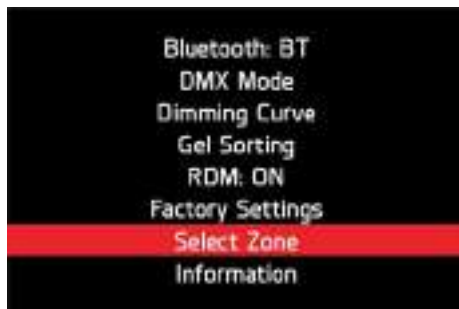 Bluetooth: BT
DMX Mode
Dimming Curve
Gel Sorting
RDM: ON
Factory Settings
Select Zone
Information